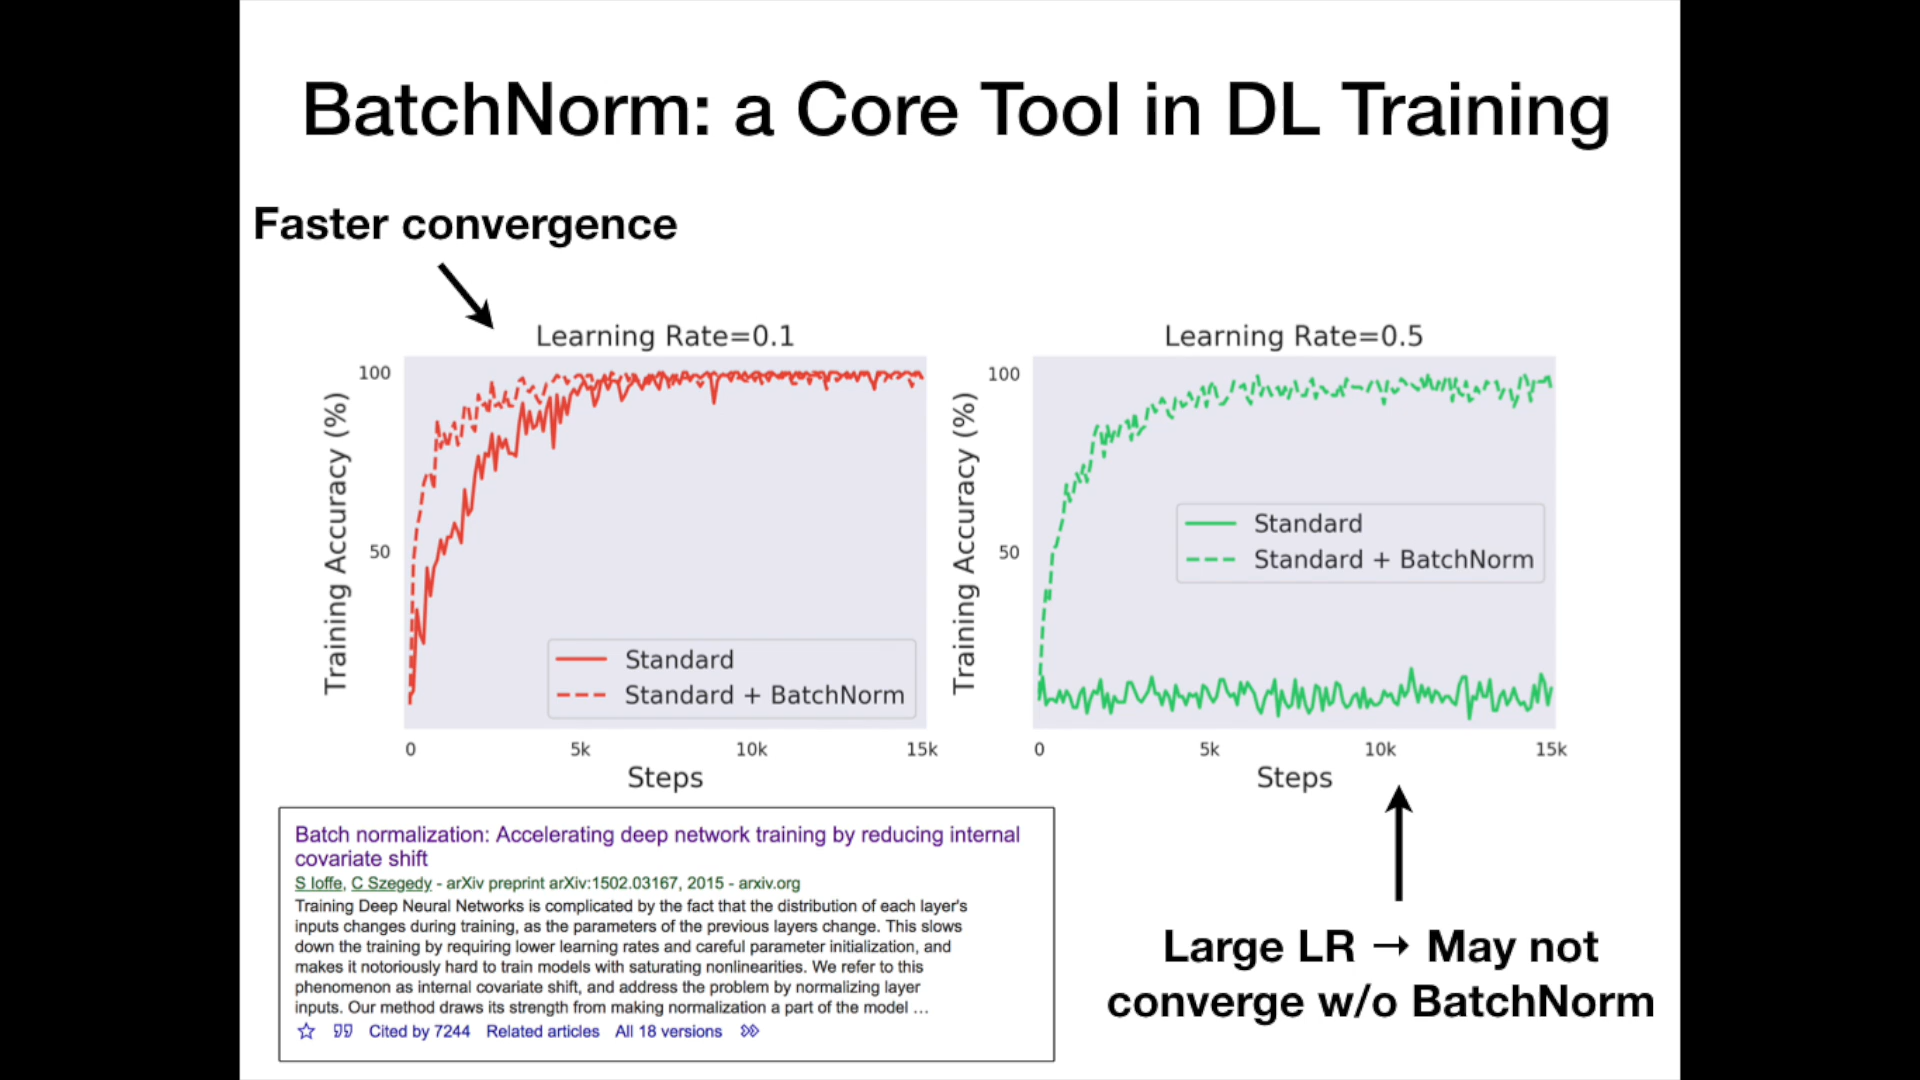 BatchNorm: a Core Tool in DL Training
Faster convergence
Learning Rate=0.1
Training Accuracy (%)
100
50
Standard
Standard + BatchNorm
0 5k 10k 15k
Steps
Learning Rate=0.5
Training Accuracy (%)
100
50
Standard
Standard + BatchNorm
0 5k 10k 15k
Steps
Batch normalization: Accelerating deep network training by reducing internal
covariate shift
S Ioffe, C Szegedy - arXiv preprint arXiv:1502.03167, 2015 - arxiv.org
Training Deep Neural Networks is complicated by the fact that the distribution of each layer's
inputs changes during training, as the parameters of the previous layers change. This slows
down the training by requiring lower learning rates and careful parameter initialization, and
makes it notoriously hard to train models with saturating nonlinearities. We refer to this
phenomenon as internal covariate shift, and address the problem by normalizing layer
inputs. Our method draws its strength from making normalization a part of the model ...
Cited by 7244 Related articles All 18 versions
Large LR → May not
converge w/o BatchNorm